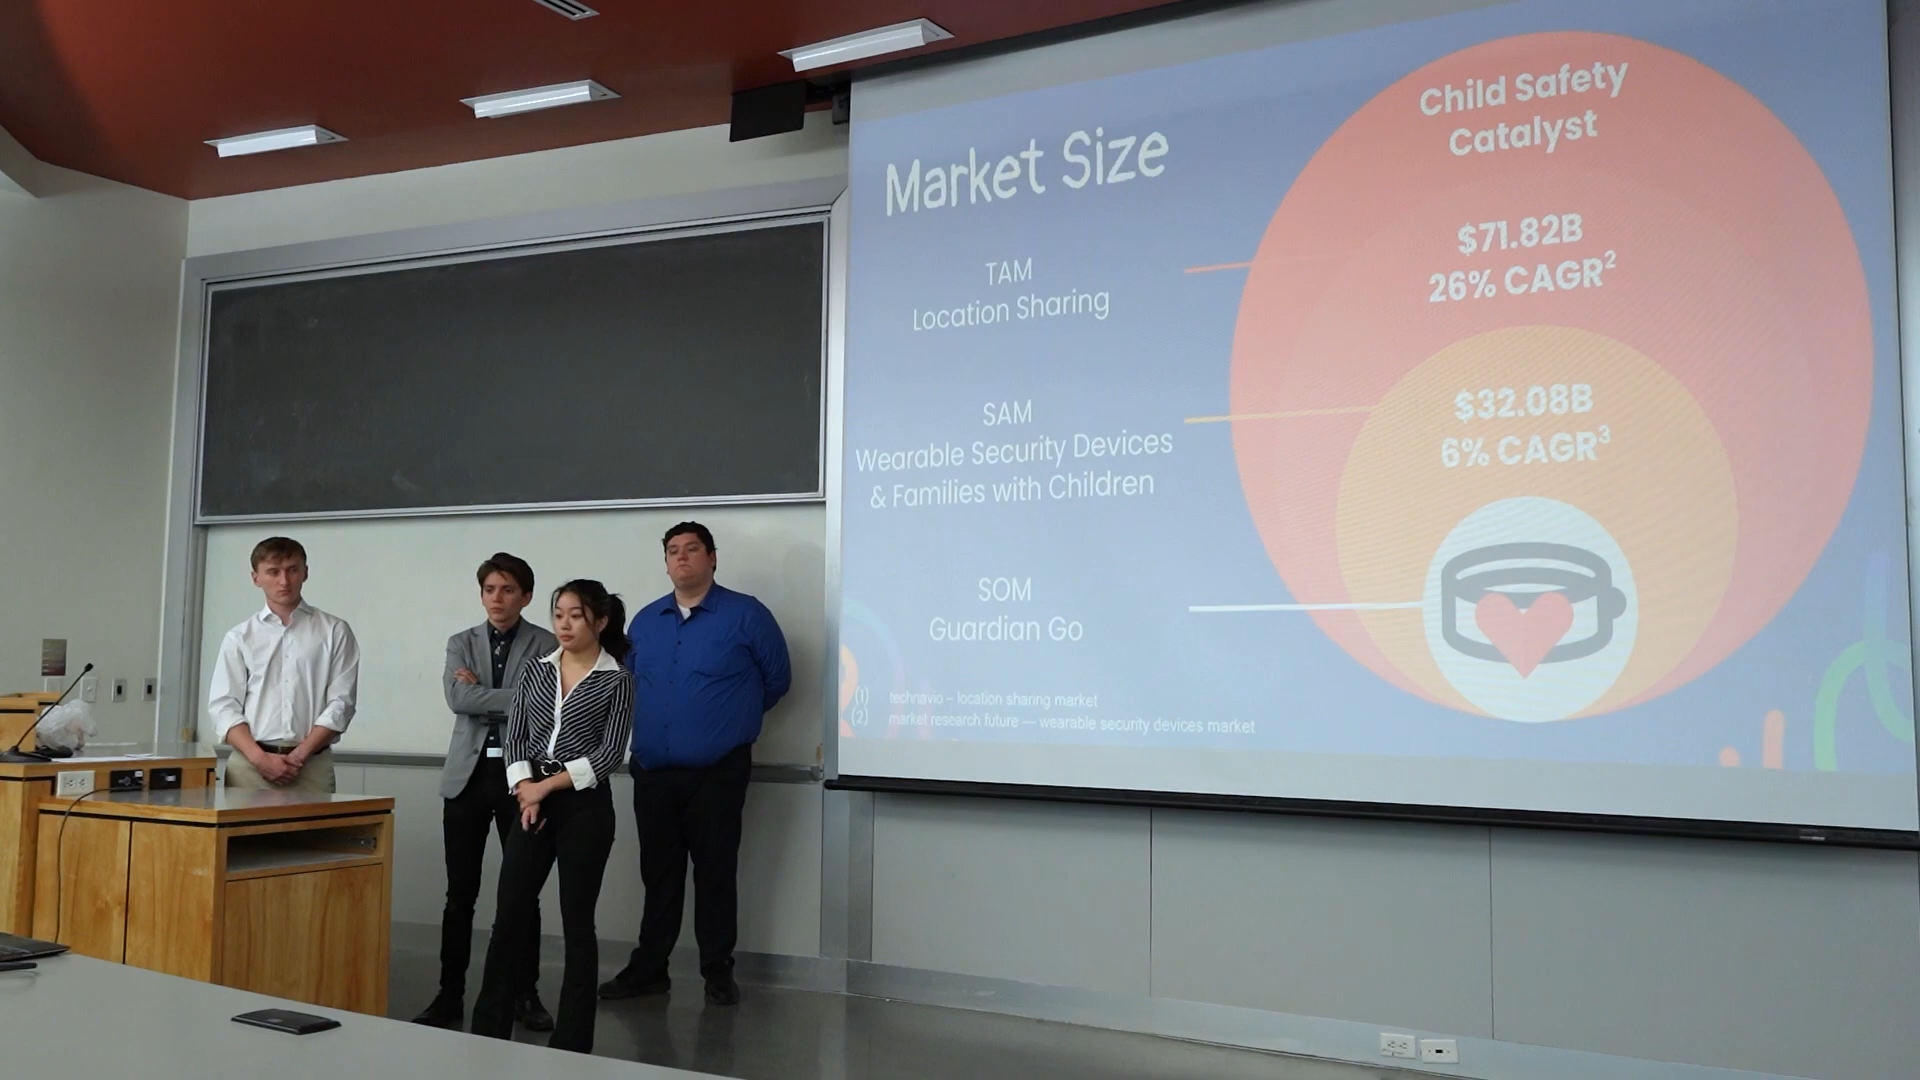 Market Size
TAM
Location Sharing
SAM
Wearable Security Devices
& Families with Children
SOM
Guardian Go
Child Safety
Catalyst
$71.82B
26% CAGR²
$32.08B
6% CAGR³
(1) technavio – location sharing market
(2) market research future — wearable security devices market